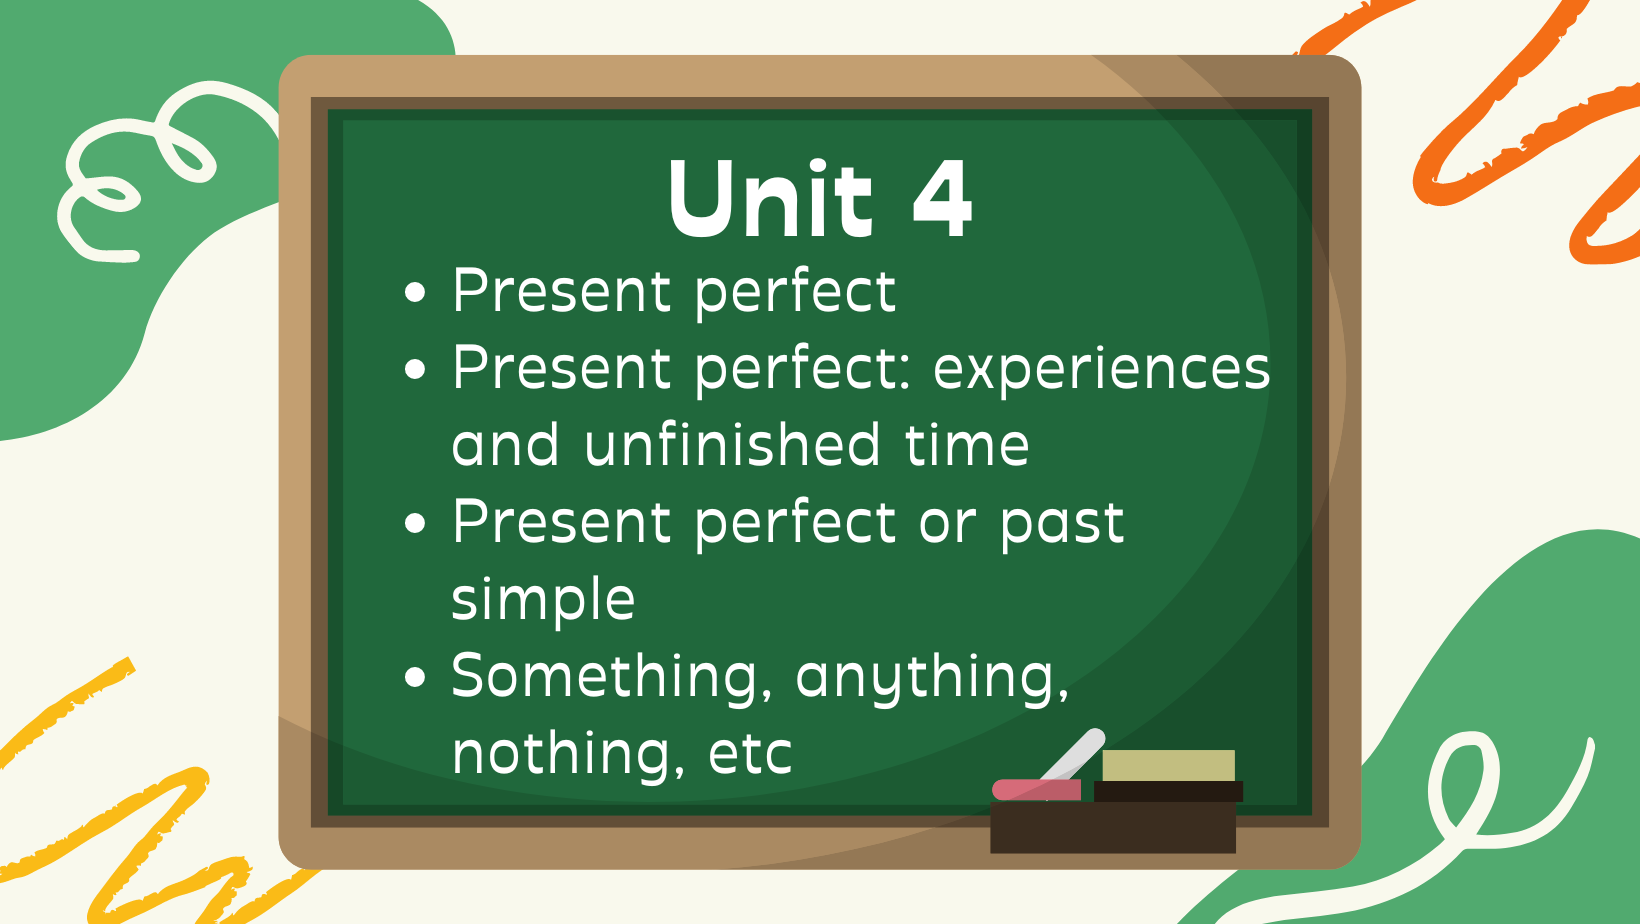 Unit 4
• Present perfect
• Present perfect: experiences
and unfinished time
• Present perfect or past
simple
• Something, anything,
nothing, etc